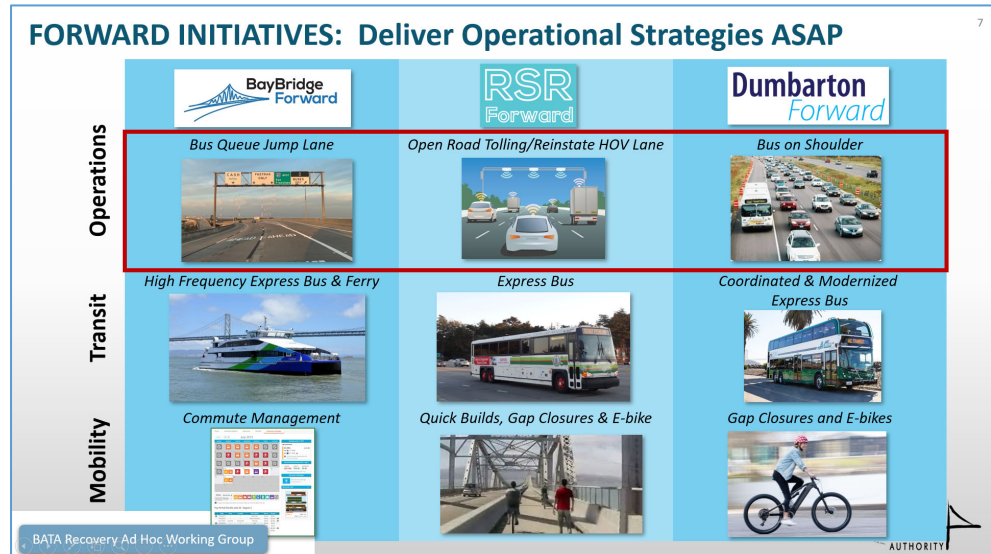 7
FORWARD INITIATIVES: Deliver Operational Strategies ASAP
BayBridge
Forward
RSR
Forward
Dumbarton
Forward
Operations
Bus Queue Jump Lane
Open Road Tolling/Reinstate HOV Lane
Bus on Shoulder
CASH
FASTRAK
ONLY
Transit
High Frequency Express Bus & Ferry
Express Bus
Coordinated & Modernized
Express Bus
Mobility
Commute Management
Quick Builds, Gap Closures & E-bike
Gap Closures and E-bikes
BATA Recovery Ad Hoc Working Group
AUTHORITY